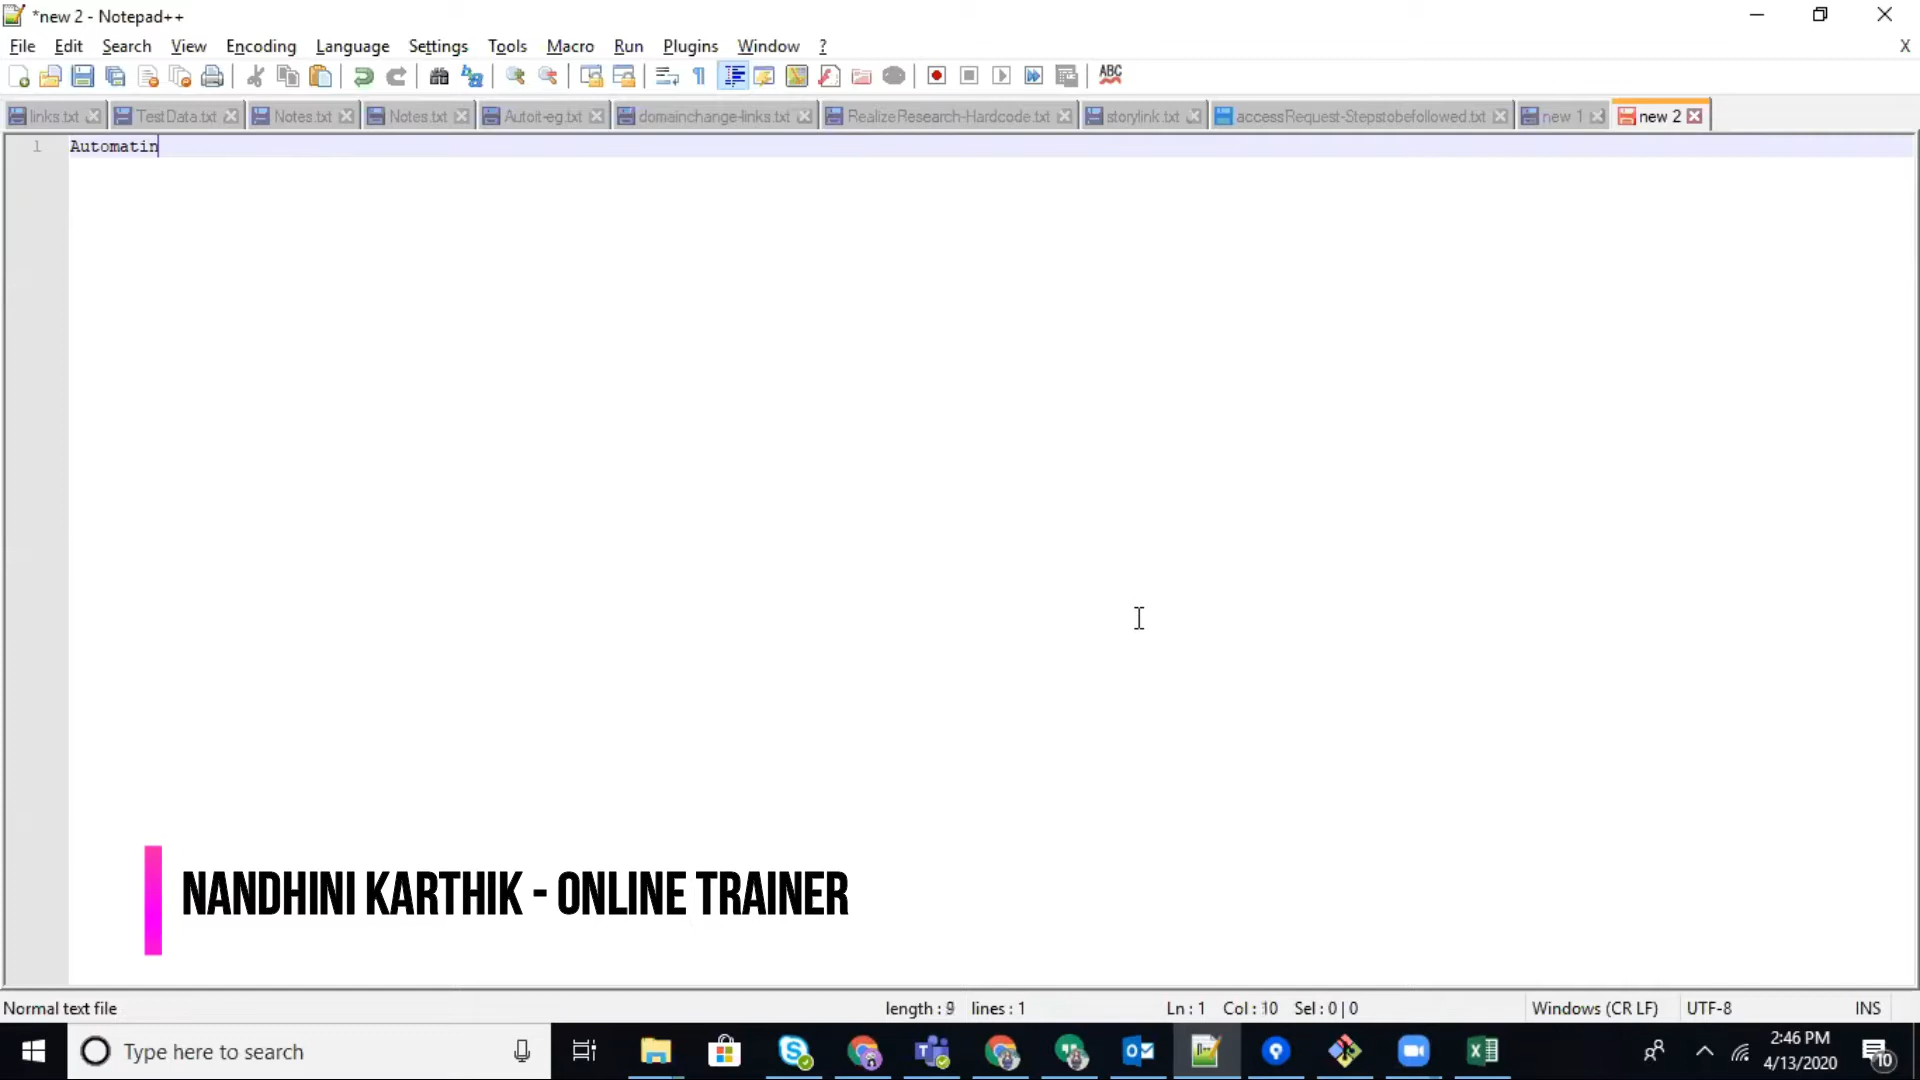 *new 2 - Notepad++
File Edit Search View Encoding Language Settings Tools Macro Run Plugins Window ? X
ABC
links.txt TestData.txt Notes.txt Notes.txt Autoit-eg.txt domainchange-links.txt RealizeResearch-Hardcode.txt storylink.txt accessRequest-Stepstobefollowed.txt new 1 new 2
1 Automatin
NANDHINI KARTHIK - ONLINE TRAINER
Normal text file length : 9 lines : 1 Ln : 1 Col : 10 Sel : 0 | 0 Windows (CR LF) UTF-8 INS
Type here to search
2:46 PM
4/13/2020
10